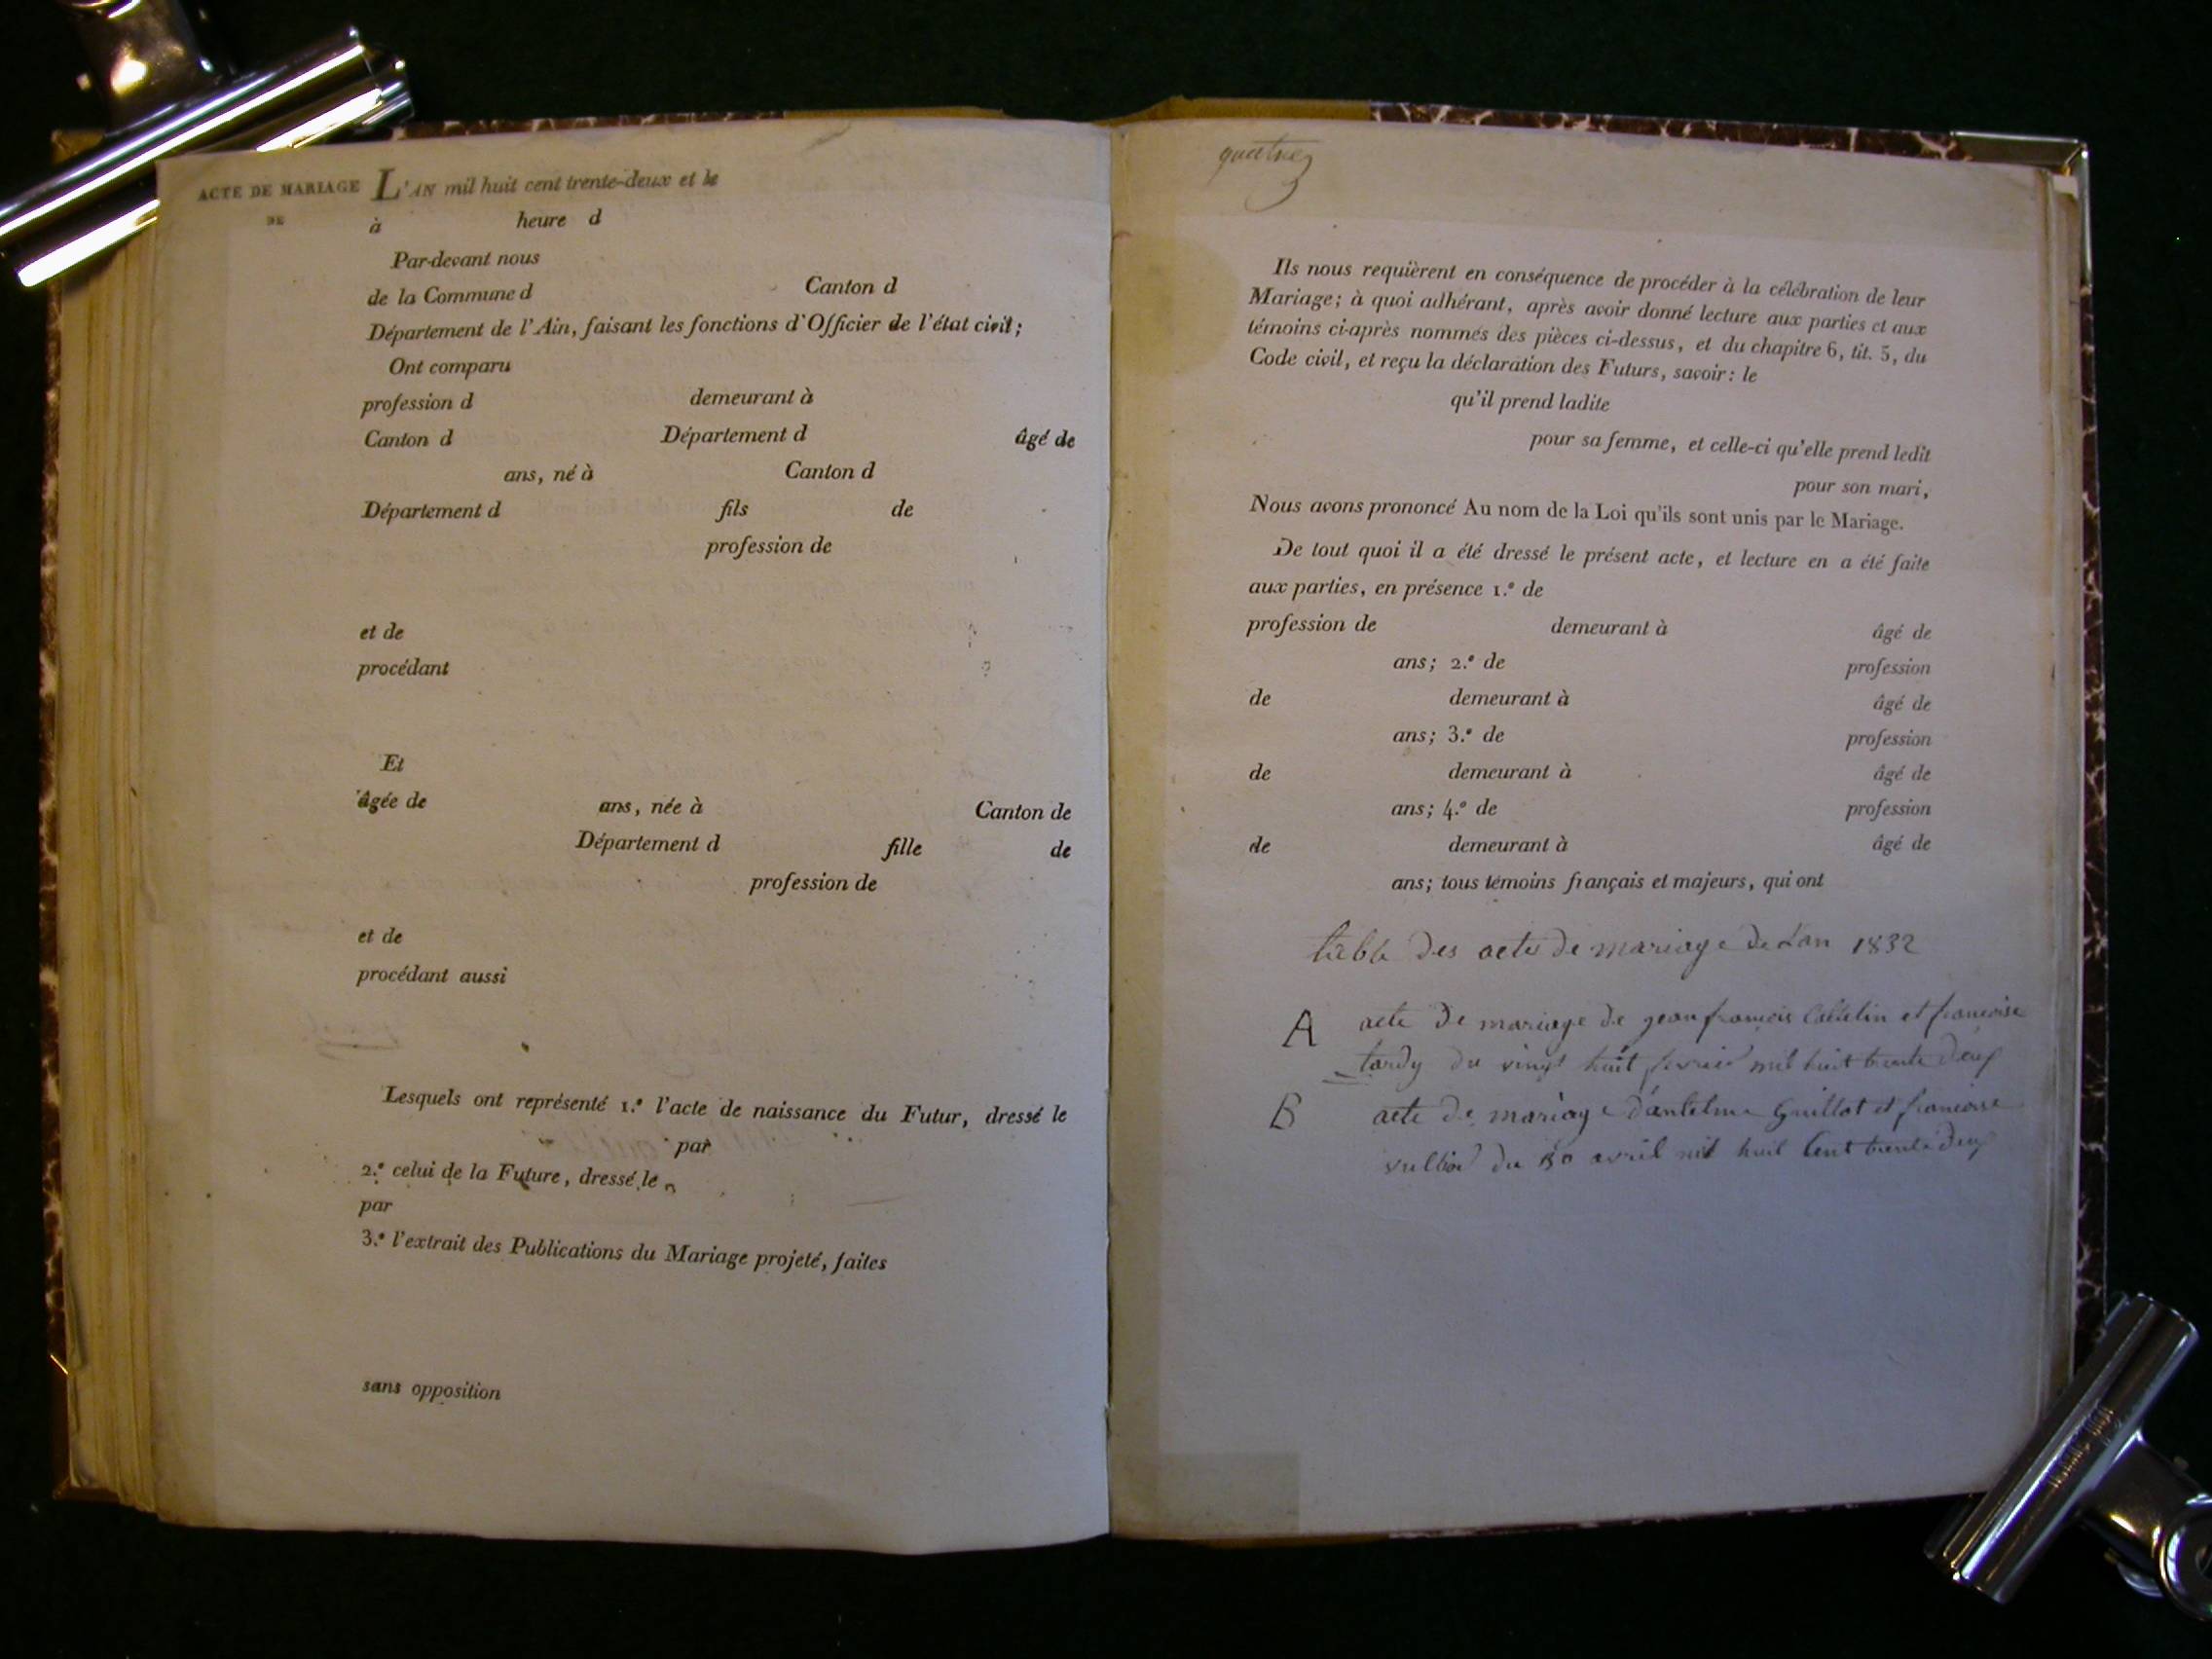 ACTE DE MARIAGE L'AN mil huit cent trente-deux et le
DE à heure d
Par-devant nous
de la Commune d Canton d
Département de l'Ain, faisant les fonctions d'Officier de l'état civil;
Ont comparu
profession d demeurant à
Canton d Département d âgé de
ans, né à Canton d
Département d fils de
profession de
et de
procédant
Et
âgée de ans, née à Canton de
Département d fille de
profession de
et de
procédant aussi
Lesquels ont représenté 1.º l'acte de naissance du Futur, dressé le
par
2.º celui de la Future, dressé le
par
3.º l'extrait des Publications du Mariage projeté, faites
sans opposition
quatre
Ils nous requièrent en conséquence de procéder à la célébration de leur
Mariage; à quoi adhérant, après avoir donné lecture aux parties et aux
témoins ci-après nommés des pièces ci-dessus, et du chapitre 6, tit. 5, du
Code civil, et reçu la déclaration des Futurs, savoir: le
qu'il prend ladite
pour sa femme, et celle-ci qu'elle prend ledit
pour son mari,
Nous avons prononcé Au nom de la Loi qu'ils sont unis par le Mariage.
De tout quoi il a été dressé le présent acte, et lecture en a été faite
aux parties, en présence 1.º de
profession de demeurant à âgé de
ans; 2.º de profession
de demeurant à âgé de
ans; 3.º de profession
de demeurant à âgé de
ans; 4.º de profession
de demeurant à âgé de
ans; tous témoins français et majeurs, qui ont
table des acte de mariage de L'an 1832
A acte de mariage de jean francois et francoise
tardy du vingt huit fevrier mil huit trente deux
B acte de mariage d'antelme Guillot et francoise
du 30 avril mil huit Cent trente deux